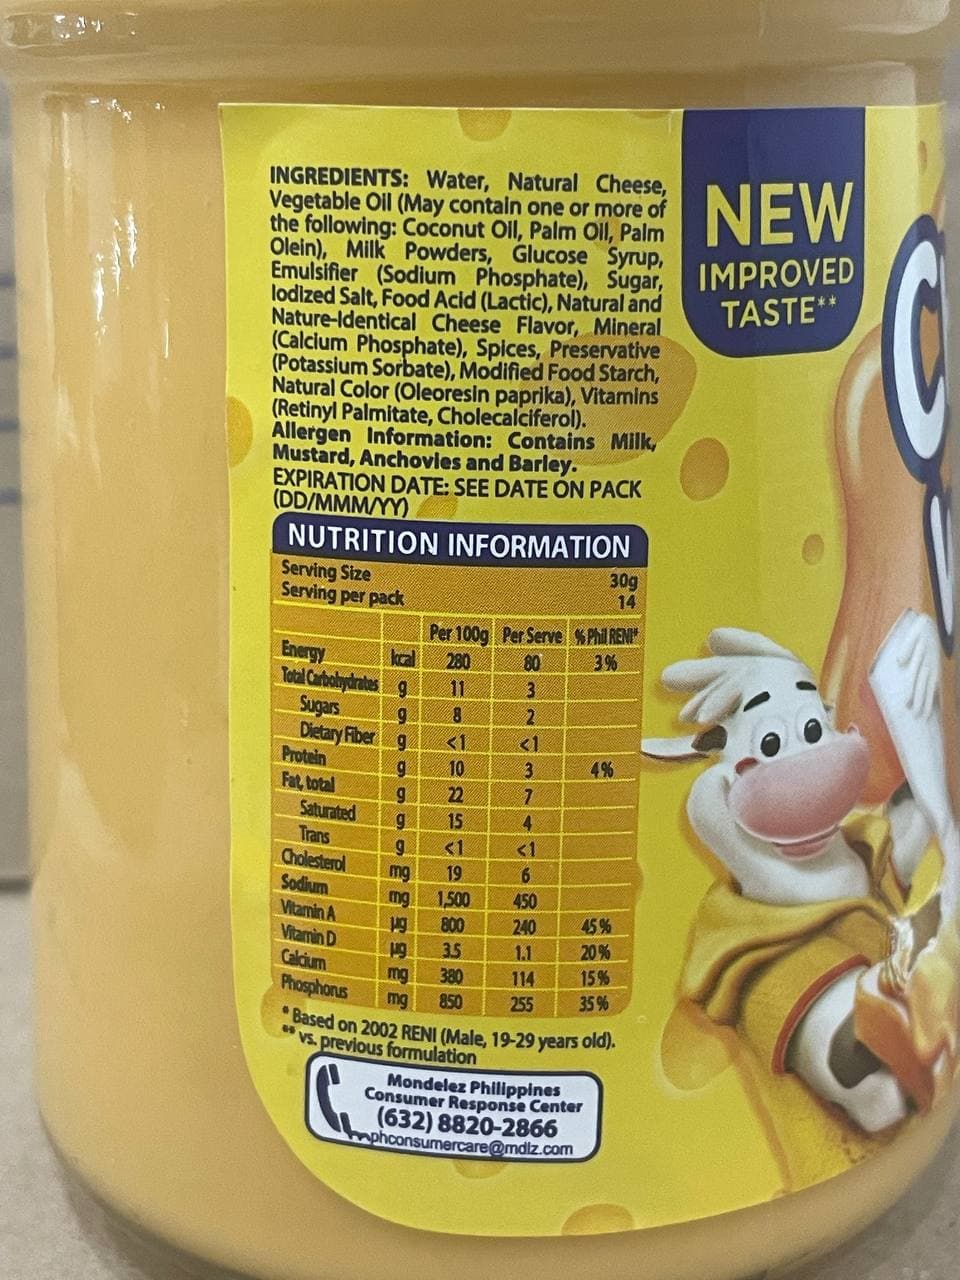 INGREDIENTS: Water, Natural Cheese,
Vegetable Oil (May contain one or more of
the following: Coconut Oil, Palm Oil, Palm
Olein), Milk Powders, Glucose Syrup,
Emulsifier (Sodium Phosphate), Sugar,
Iodized Salt, Food Acid (Lactic), Natural and
Nature-Identical Cheese Flavor, Mineral
(Calcium Phosphate), Spices, Preservative
(Potassium Sorbate), Modified Food Starch,
Natural Color (Oleoresin paprika), Vitamins
(Retinyl Palmitate, Cholecalciferol).
Allergen Information: Contains Milk,
Mustard, Anchovies and Barley.
EXPIRATION DATE: SEE DATE ON PACK
(DD/MMM/YY)
NUTRITION INFORMATION
Serving Size 30g
Serving per pack 14
Per 100g Per Serve % Phil RENI*
Energy kcal 280 80 3%
Total Carbohydrates g 11 3
Sugars g 8 2
Dietary Fiber g <1 <1
Protein g 10 3 4%
Fat, total g 22 7
Saturated g 15 4
Trans g <1 <1
Cholesterol mg 19 6
Sodium mg 1,500 450
Vitamin A µg 800 240 45%
Vitamin D µg 3.5 1.1 20%
Calcium mg 380 114 15%
Phosphorus mg 850 255 35%
* Based on 2002 RENI (Male, 19-29 years old).
** vs. previous formulation
Mondelez Philippines
Consumer Response Center
(632) 8820-2866
phconsumercare@mdlz.com
NEW
IMPROVED
TASTE**